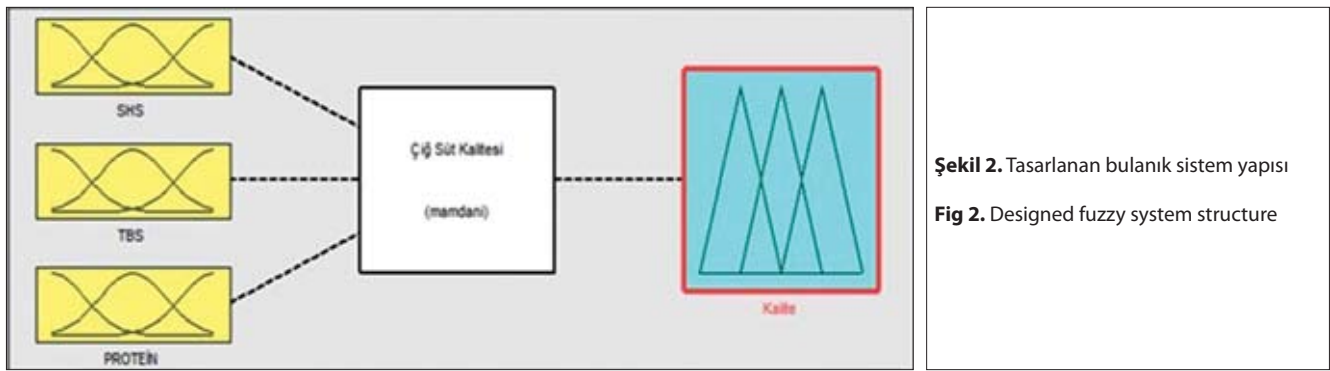 SHS
TBS
PROTEİN
Çiğ Süt Kalitesi
(mamdani)
Kalite
Şekil 2. Tasarlanan bulanık sistem yapısı
Fig 2. Designed fuzzy system structure